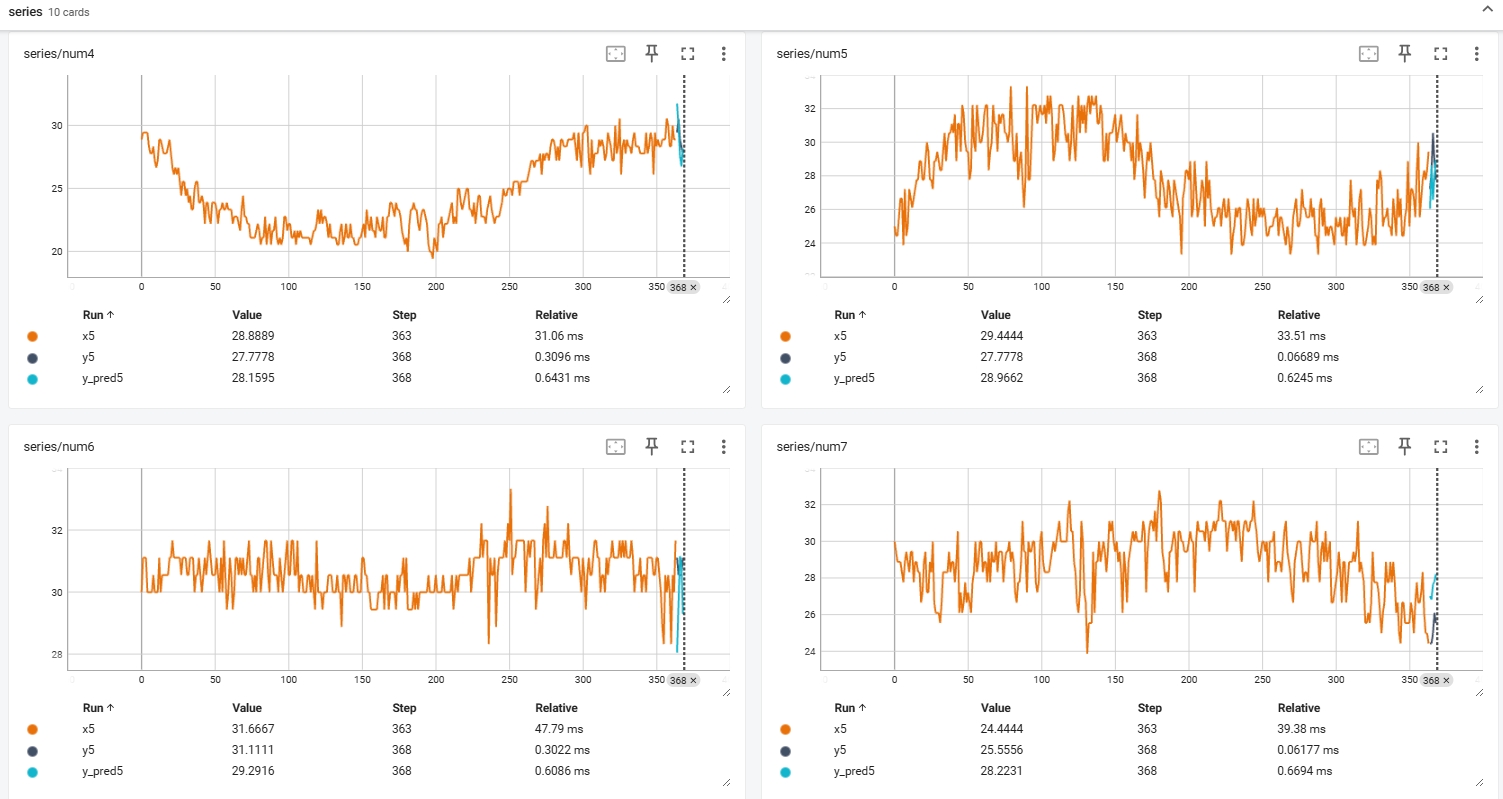 series 10 cards
series/num4
30
25
20
0 50 100 150 200 250 300 350 368 ×
Run ↑ Value Step Relative
x5 28.8889 363 31.06 ms
y5 27.7778 368 0.3096 ms
y_pred5 28.1595 368 0.6431 ms
series/num5
32
30
28
26
24
0 50 100 150 200 250 300 350 368 ×
Run ↑ Value Step Relative
x5 29.4444 363 33.51 ms
y5 27.7778 368 0.06689 ms
y_pred5 28.9662 368 0.6245 ms
series/num6
32
30
28
0 50 100 150 200 250 300 350 368 ×
Run ↑ Value Step Relative
x5 31.6667 363 47.79 ms
y5 31.1111 368 0.3022 ms
y_pred5 29.2916 368 0.6086 ms
series/num7
32
30
28
26
24
0 50 100 150 200 250 300 350 368 ×
Run ↑ Value Step Relative
x5 24.4444 363 39.38 ms
y5 25.5556 368 0.06177 ms
y_pred5 28.2231 368 0.6694 ms